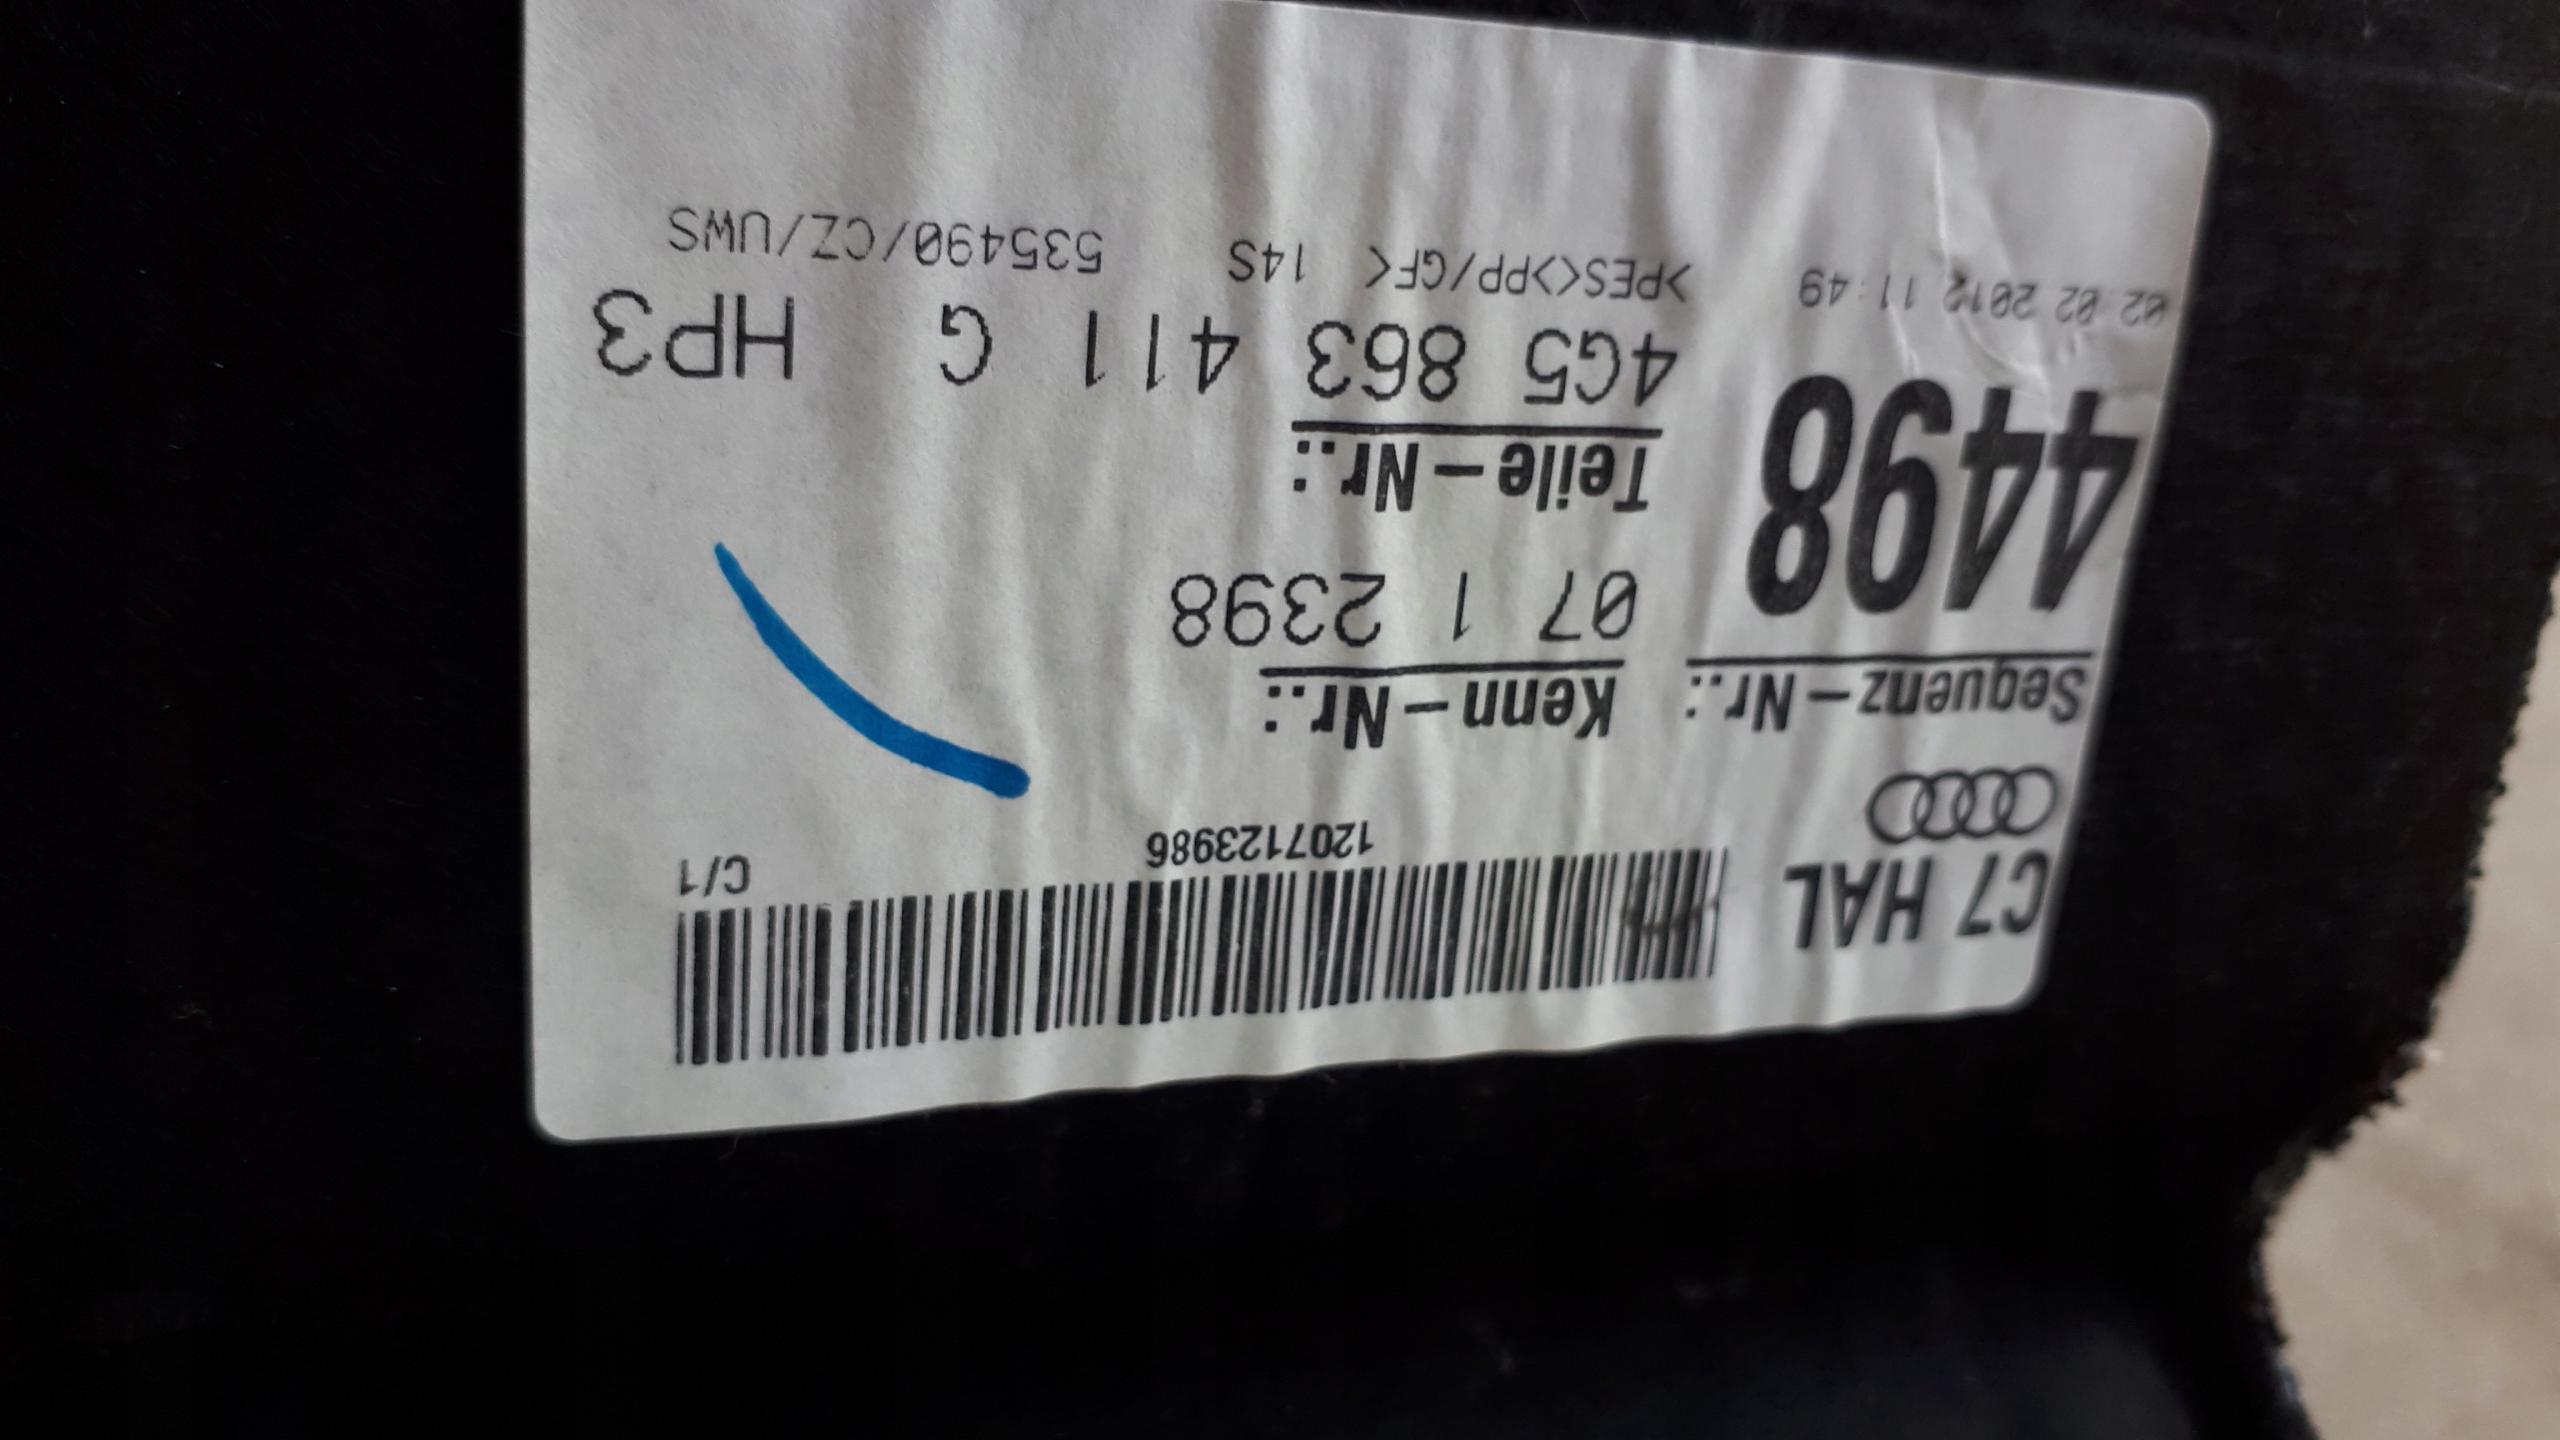 C7 HAL
1207123986
C/1
Sequenz-Nr.:
4498
Kenn-Nr.:
07 1 2398
Teile-Nr.:
4G5 863 411 G HP3
02 02 2012 11:49
>PES<>PP/GF< 14S 535490/CZ/UWS